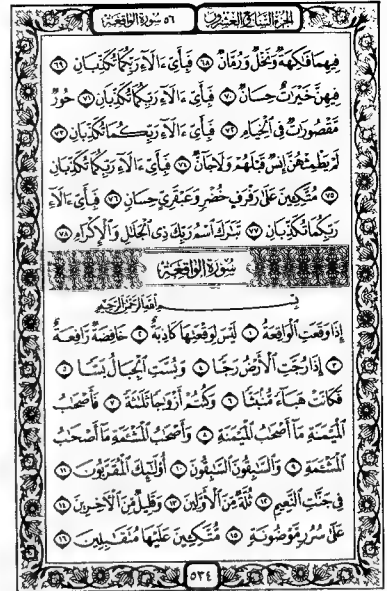 الجزء السابع والعشرون
٥٦ سورة الواقعة
فِيهِمَا فَٰكِهَةٌ وَنَخْلٌ وَرُمَّانٌ ٦٨ فَبِأَىِّ ءَالَآءِ رَبِّكُمَا تُكَذِّبَانِ ٦٩
فِيهِنَّ خَيْرَٰتٌ حِسَانٌ ٧٠ فَبِأَىِّ ءَالَآءِ رَبِّكُمَا تُكَذِّبَانِ ٧١ حُورٌ
مَّقْصُورَٰتٌ فِى ٱلْخِيَامِ ٧٢ فَبِأَىِّ ءَالَآءِ رَبِّكُمَا تُكَذِّبَانِ ٧٣
لَمْ يَطْمِثْهُنَّ إِنسٌ قَبْلَهُمْ وَلَا جَآنٌّ ٧٤ فَبِأَىِّ ءَالَآءِ رَبِّكُمَا تُكَذِّبَانِ
٧٥ مُتَّكِـِٔينَ عَلَىٰ رَفْرَفٍ خُضْرٍ وَعَبْقَرِىٍّ حِسَانٍ ٧٦ فَبِأَىِّ ءَالَآءِ
رَبِّكُمَا تُكَذِّبَانِ ٧٧ تَبَٰرَكَ ٱسْمُ رَبِّكَ ذِى ٱلْجَلَٰلِ وَٱلْإِكْرَامِ ٧٨
سُورَةُ الواقِعَةِ
بِسْمِ ٱللَّهِ ٱلرَّحْمَٰنِ ٱلرَّحِيمِ
إِذَا وَقَعَتِ ٱلْوَاقِعَةُ ١ لَيْسَ لِوَقْعَتِهَا كَاذِبَةٌ ٢ خَافِضَةٌ رَّافِعَةٌ
٣ إِذَا رُجَّتِ ٱلْأَرْضُ رَجًّا ٤ وَبُسَّتِ ٱلْجِبَالُ بَسًّا ٥
فَكَانَتْ هَبَآءً مُّنۢبَثًّا ٦ وَكُنتُمْ أَزْوَٰجًا ثَلَٰثَةً ٧ فَأَصْحَٰبُ
ٱلْمَيْمَنَةِ مَآ أَصْحَٰبُ ٱلْمَيْمَنَةِ ٨ وَأَصْحَٰبُ ٱلْمَشْـَٔمَةِ مَآ أَصْحَٰبُ
ٱلْمَشْـَٔمَةِ ٩ وَٱلسَّٰبِقُونَ ٱلسَّٰبِقُونَ ١٠ أُو۟لَٰٓئِكَ ٱلْمُقَرَّبُونَ ١١
فِى جَنَّٰتِ ٱلنَّعِيمِ ١٢ ثُلَّةٌ مِّنَ ٱلْأَوَّلِينَ ١٣ وَقَلِيلٌ مِّنَ ٱلْءَاخِرِينَ ١٤
عَلَىٰ سُرُرٍ مَّوْضُونَةٍ ١٥ مُّتَّكِـِٔينَ عَلَيْهَا مُتَقَٰبِلِينَ ١٦
٥٣٤